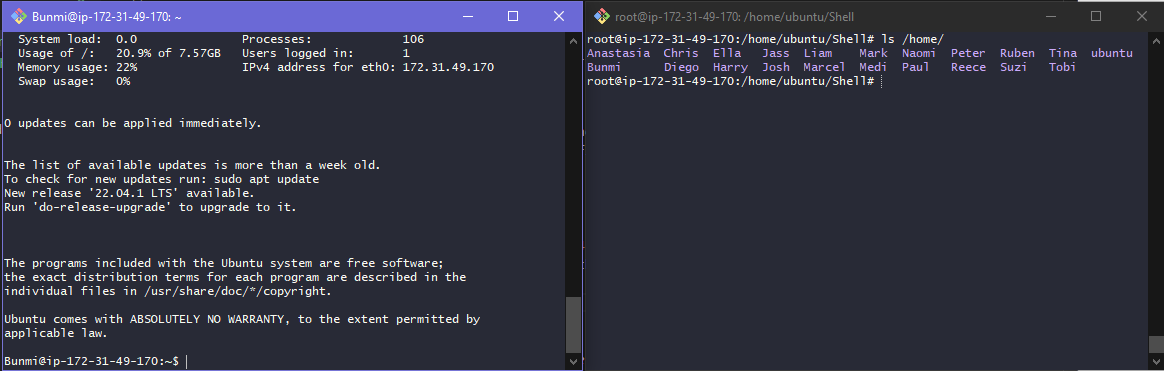 Bunmi@ip-172-31-49-170: ~
System load:  0.0                Processes:             106
Usage of /:   20.9% of 7.57GB   Users logged in:       1
Memory usage: 22%                IPv4 address for eth0: 172.31.49.170
Swap usage:   0%
0 updates can be applied immediately.
The list of available updates is more than a week old.
To check for new updates run: sudo apt update
New release '22.04.1 LTS' available.
Run 'do-release-upgrade' to upgrade to it.
The programs included with the Ubuntu system are free software;
the exact distribution terms for each program are described in the
individual files in /usr/share/doc/*/copyright.
Ubuntu comes with ABSOLUTELY NO WARRANTY, to the extent permitted by
applicable law.
Bunmi@ip-172-31-49-170:~$
root@ip-172-31-49-170: /home/ubuntu/Shell
root@ip-172-31-49-170:/home/ubuntu/Shell# ls /home/
Anastasia  Chris  Ella   Jass  Liam    Mark  Naomi  Peter  Ruben  Tina  ubuntu
Bunmi      Diego  Harry  Josh  Marcel  Medi  Paul   Reece  Suzi   Tobi
root@ip-172-31-49-170:/home/ubuntu/Shell#